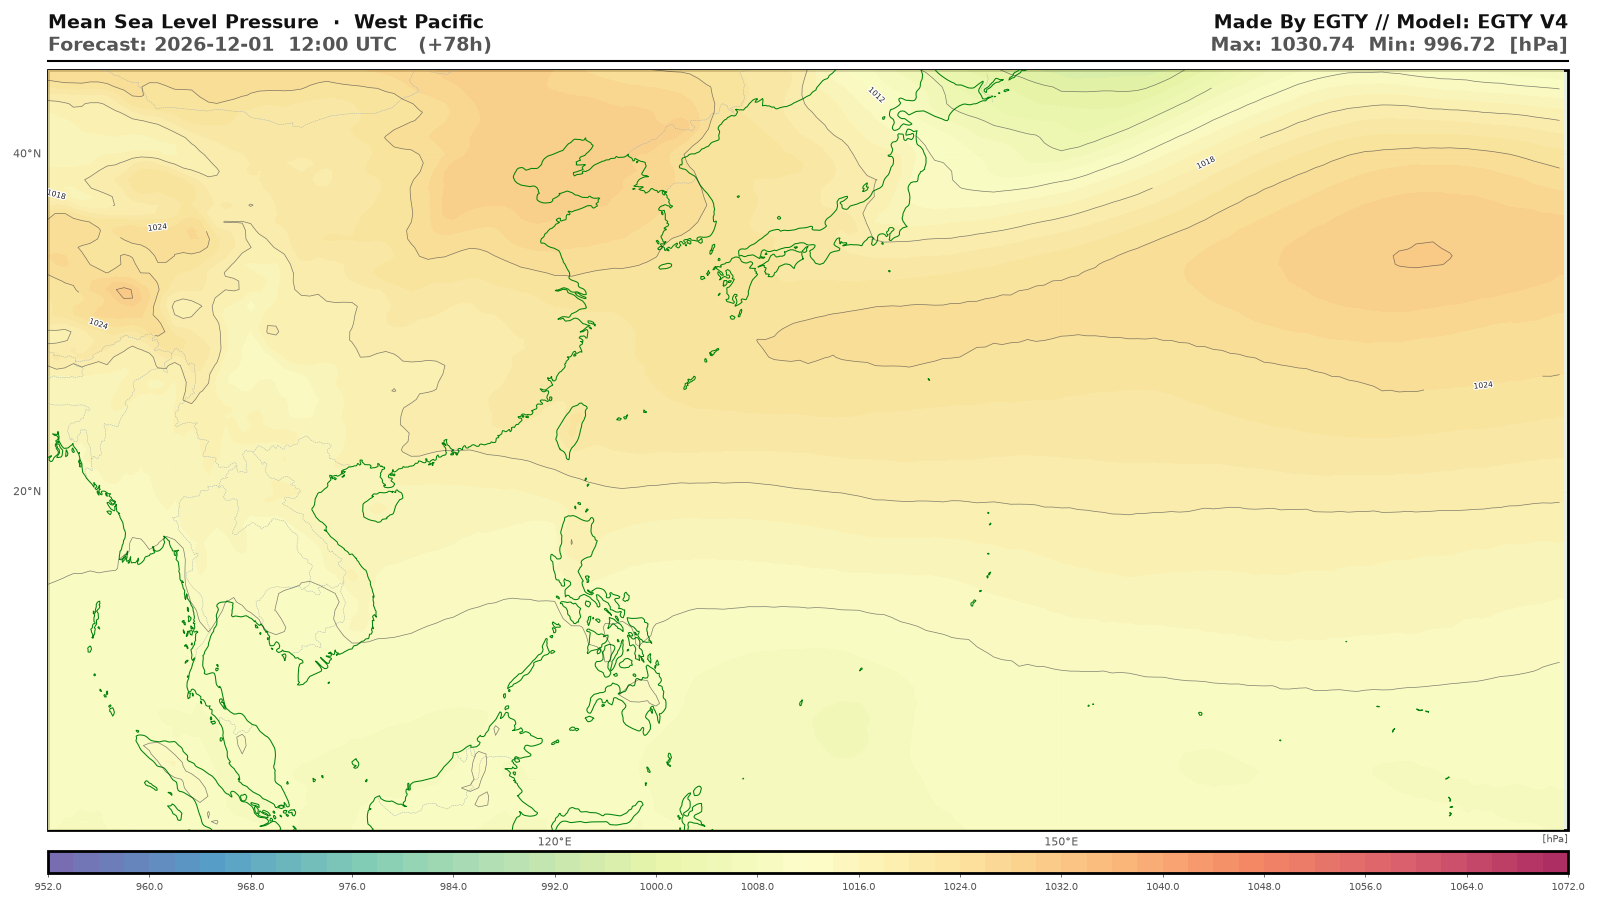 Mean Sea Level Pressure · West Pacific
Made By EGTY // Model: EGTY V4
Forecast: 2026-12-01 12:00 UTC (+78h)
Max: 1030.74 Min: 996.72 [hPa]
1012
40°N
1018
1018
1024
1024
1024
20°N
120°E
150°E
[hPa]
952.0
960.0
968.0
976.0
984.0
992.0
1000.0
1008.0
1016.0
1024.0
1032.0
1040.0
1048.0
1056.0
1064.0
1072.0